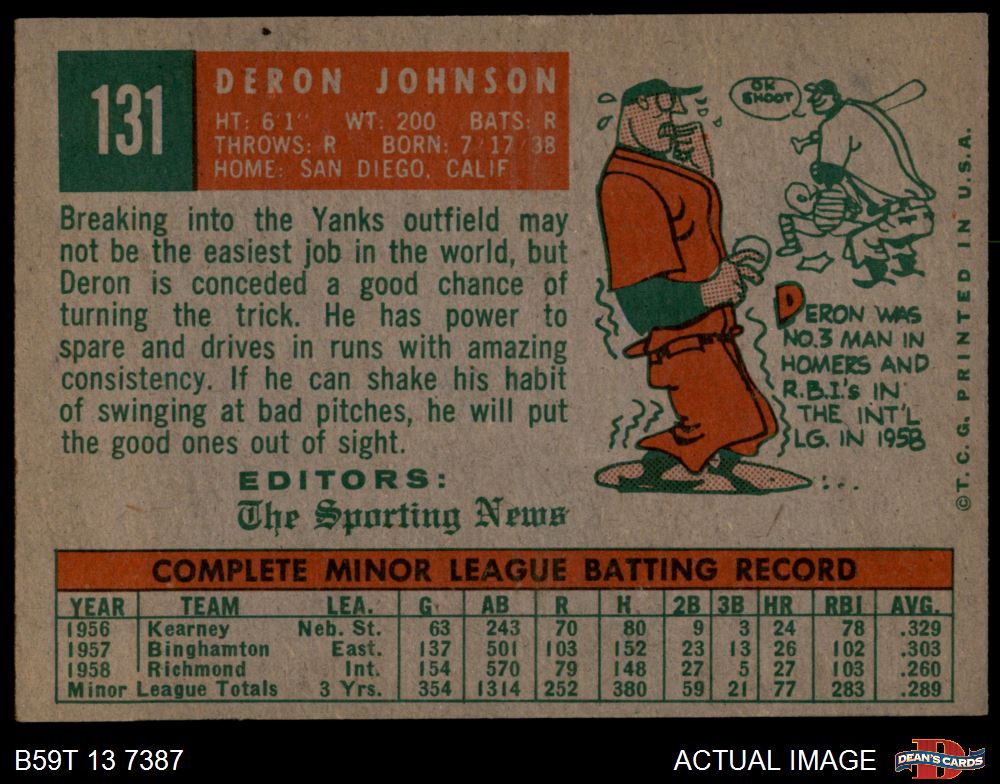 131
DERON JOHNSON
HT: 6'1" WT: 200 BATS: R
THROWS: R BORN: 7 17 38
HOME: SAN DIEGO, CALIF.
Breaking into the Yanks outfield may
not be the easiest job in the world, but
Deron is conceded a good chance of
turning the trick. He has power to
spare and drives in runs with amazing
consistency. If he can shake his habit
of swinging at bad pitches, he will put
the good ones out of sight.
EDITORS:
The Sporting News
OK
SHOOT
DERON WAS
NO.3 MAN IN
HOMERS AND
R.B.I.'s IN
THE INT'L
LG. IN 1958
©T. C. G. PRINTED IN U.S.A.
COMPLETE MINOR LEAGUE BATTING RECORD
YEAR TEAM LEA. G AB R H 2B 3B HR RBI AVG.
1956 Kearney Neb. St. 63 243 70 80 9 3 24 78 .329
1957 Binghamton East. 137 501 103 152 23 13 26 102 .303
1958 Richmond Int. 154 570 79 148 27 5 27 103 .260
Minor League Totals 3 Yrs. 354 1314 252 380 59 21 77 283 .289
B59T 13 7387
ACTUAL IMAGE
D
DEAN'S CARDS